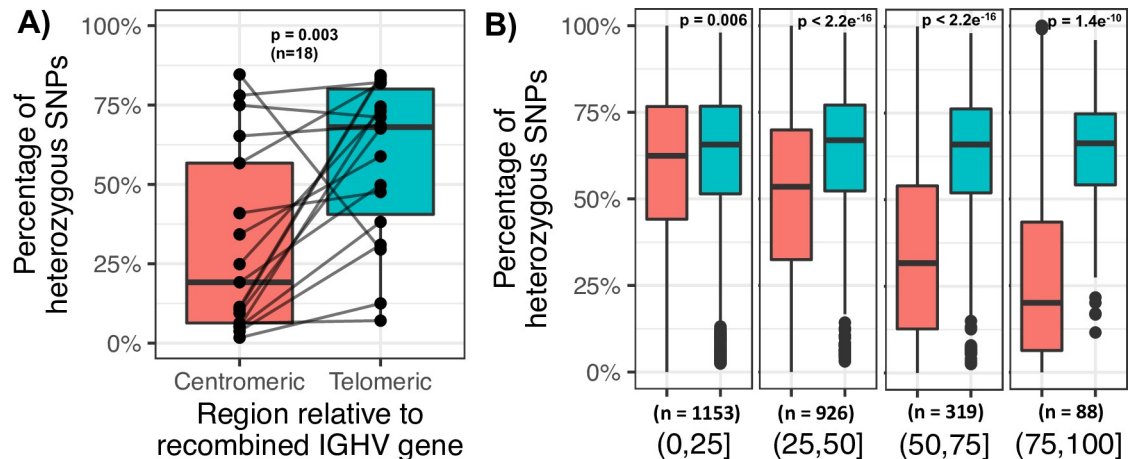 A)
Percentage of
heterozygous SNPs
100%
75%
50%
25%
0%
p = 0.003
(n=18)
Centromeric Telomeric
Region relative to
recombined IGHV gene
B)
Percentage of
heterozygous SNPs
100%
75%
50%
25%
0%
p = 0.006
p < 2.2e-16
p < 2.2e-16
p = 1.4e-10
(n = 1153) (n = 926) (n = 319) (n = 88)
(0,25] (25,50] (50,75] (75,100]